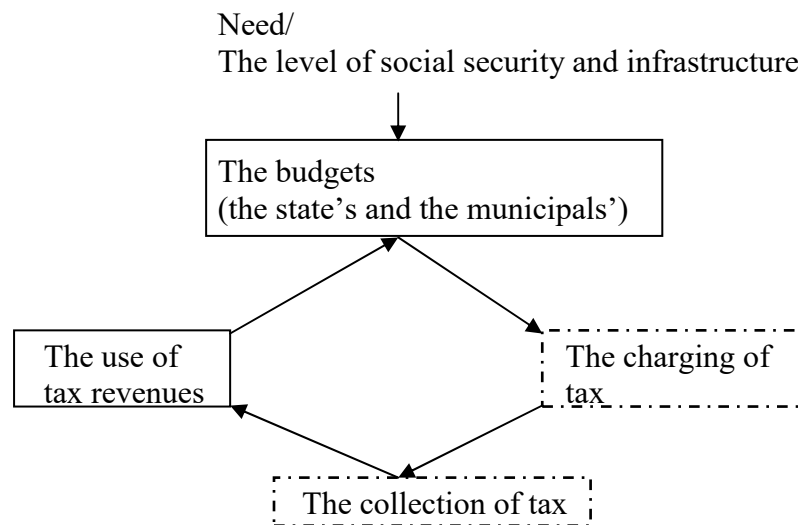 Need/
The level of social security and infrastructure
The budgets
(the state’s and the municipals’)
The use of
tax revenues
The charging of
tax
The collection of tax